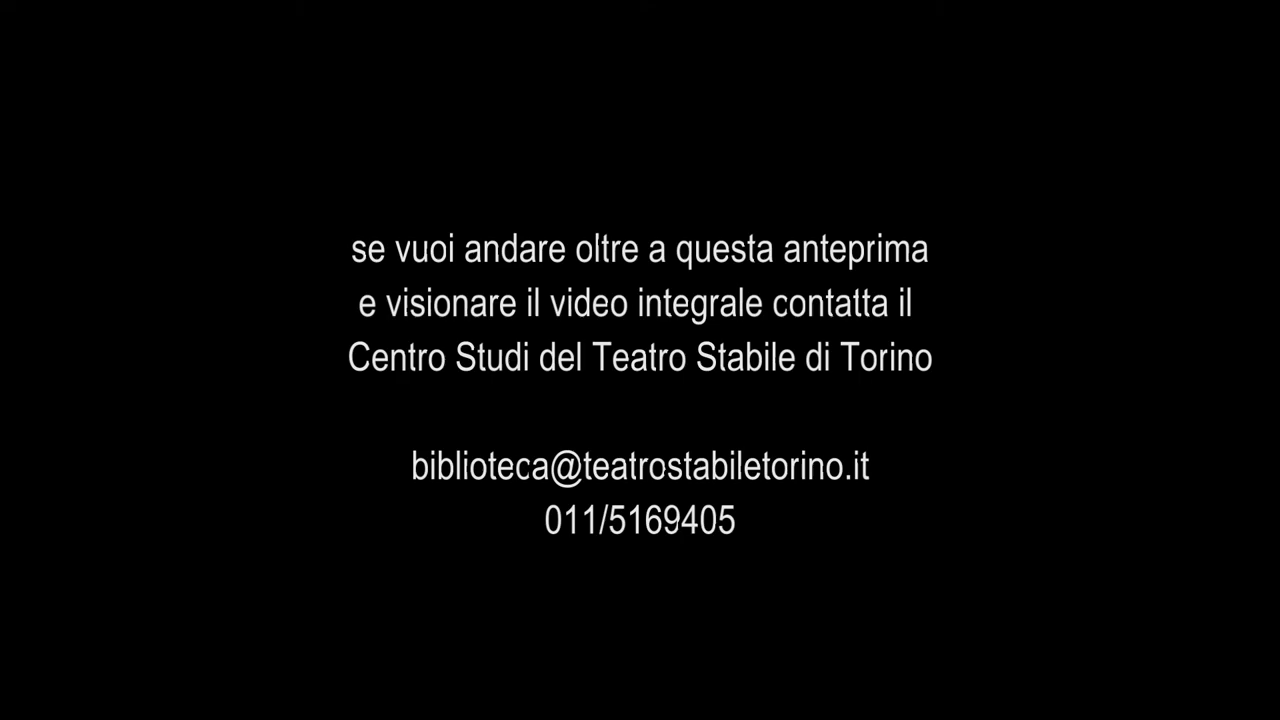 se vuoi andare oltre a questa anteprima
e visionare il video integrale contatta il
Centro Studi del Teatro Stabile di Torino
biblioteca@teatrostabiletorino.it
011/5169405